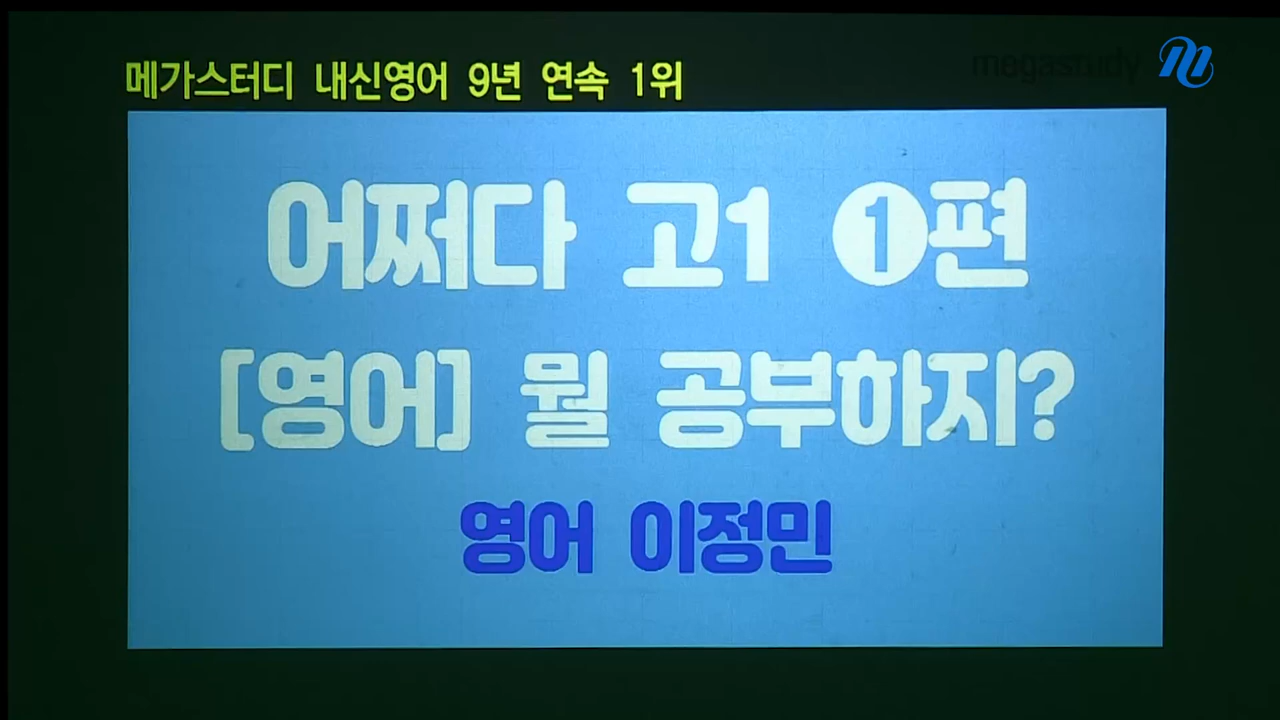 메가스터디 내신영어 9년 연속 1위
megastudy
어쩌다 고1 ❶편
[영어] 뭘 공부하지?
영어 이정민